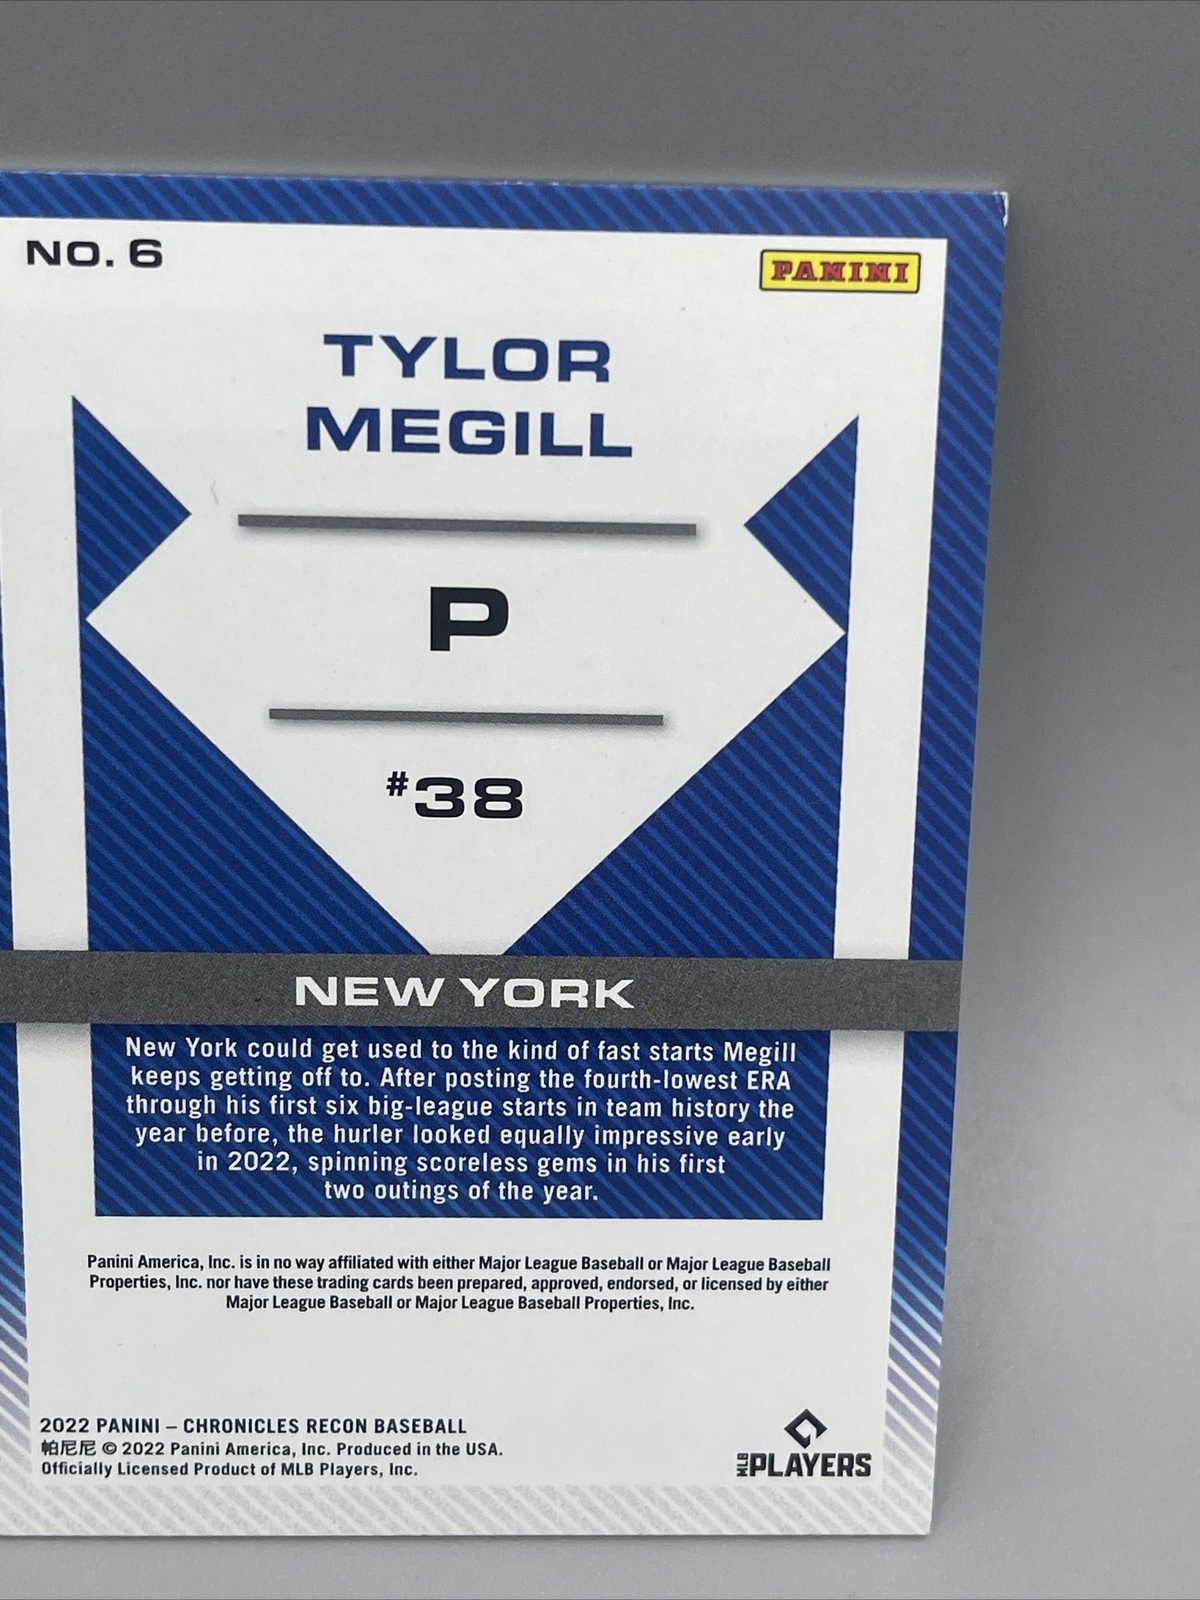 NO. 6
PANINI
TYLOR
MEGILL
P
#38
NEW YORK
New York could get used to the kind of fast starts Megill
keeps getting off to. After posting the fourth-lowest ERA
through his first six big-league starts in team history the
year before, the hurler looked equally impressive early
in 2022, spinning scoreless gems in his first
two outings of the year.
Panini America, Inc. is in no way affiliated with either Major League Baseball or Major League Baseball
Properties, Inc. nor have these trading cards been prepared, approved, endorsed, or licensed by either
Major League Baseball or Major League Baseball Properties, Inc.
2022 PANINI – CHRONICLES RECON BASEBALL
帕尼尼 © 2022 Panini America, Inc. Produced in the USA.
Officially Licensed Product of MLB Players, Inc.
MLB PLAYERS